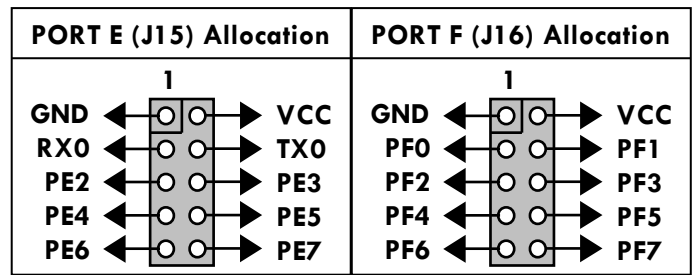 PORT E (J15) Allocation PORT F (J16) Allocation
1 1
GND VCC GND VCC
RX0 TX0 PF0 PF1
PE2 PE3 PF2 PF3
PE4 PE5 PF4 PF5
PE6 PE7 PF6 PF7